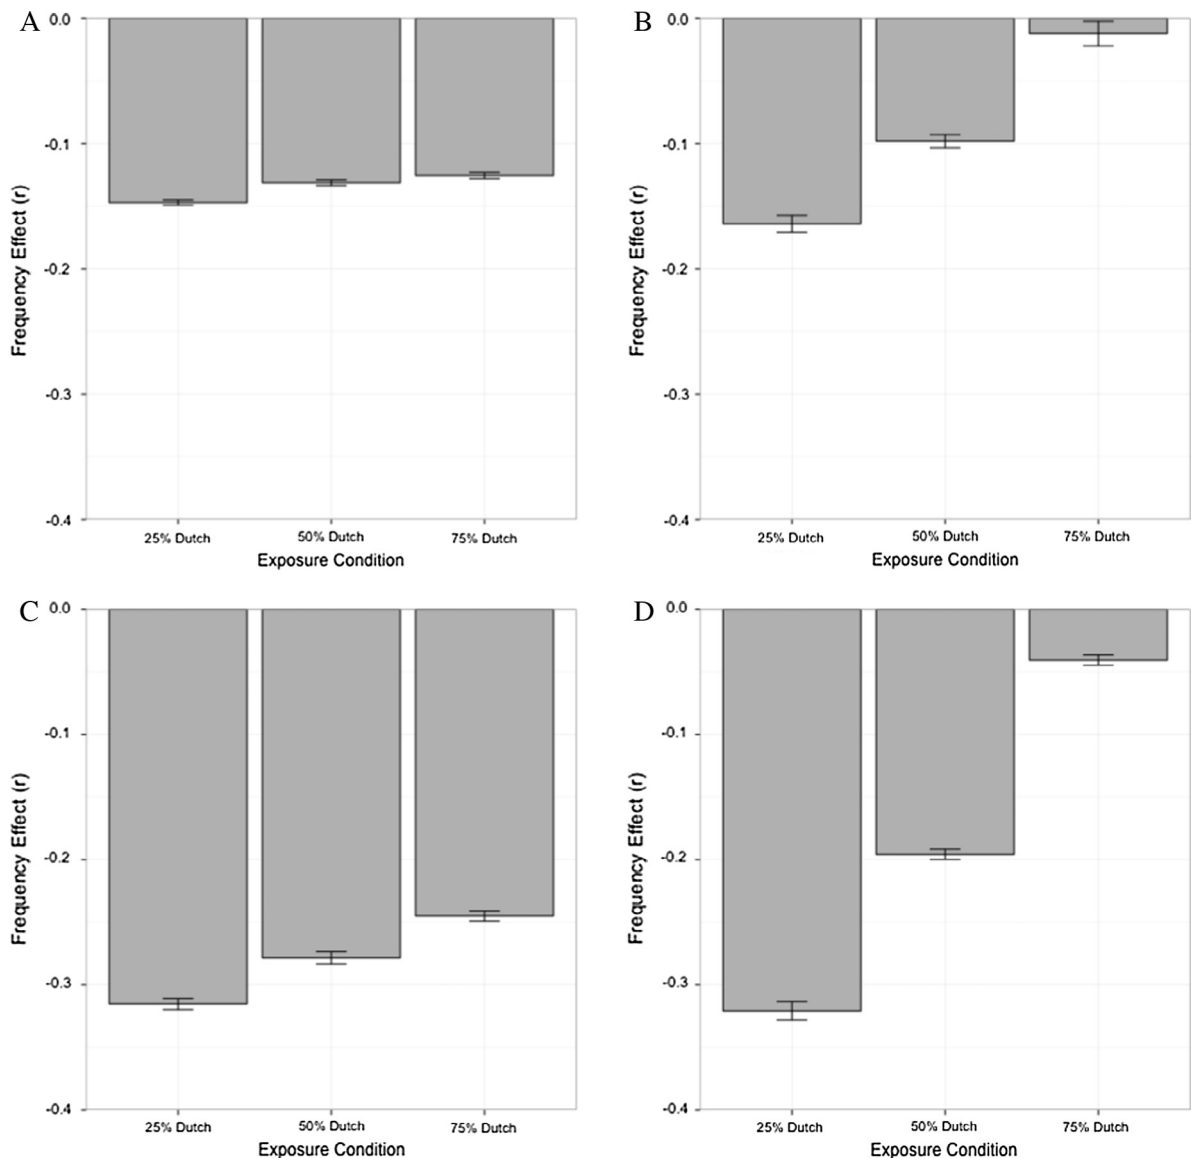 A
0.0
-0.1
-0.2
-0.3
-0.4
Frequency Effect (r)
25% Dutch
50% Dutch
75% Dutch
Exposure Condition
B
0.0
-0.1
-0.2
-0.3
-0.4
Frequency Effect (r)
25% Dutch
50% Dutch
75% Dutch
Exposure Condition
C
0.0
-0.1
-0.2
-0.3
-0.4
Frequency Effect (r)
25% Dutch
50% Dutch
75% Dutch
Exposure Condition
D
0.0
-0.1
-0.2
-0.3
-0.4
Frequency Effect (r)
25% Dutch
50% Dutch
75% Dutch
Exposure Condition